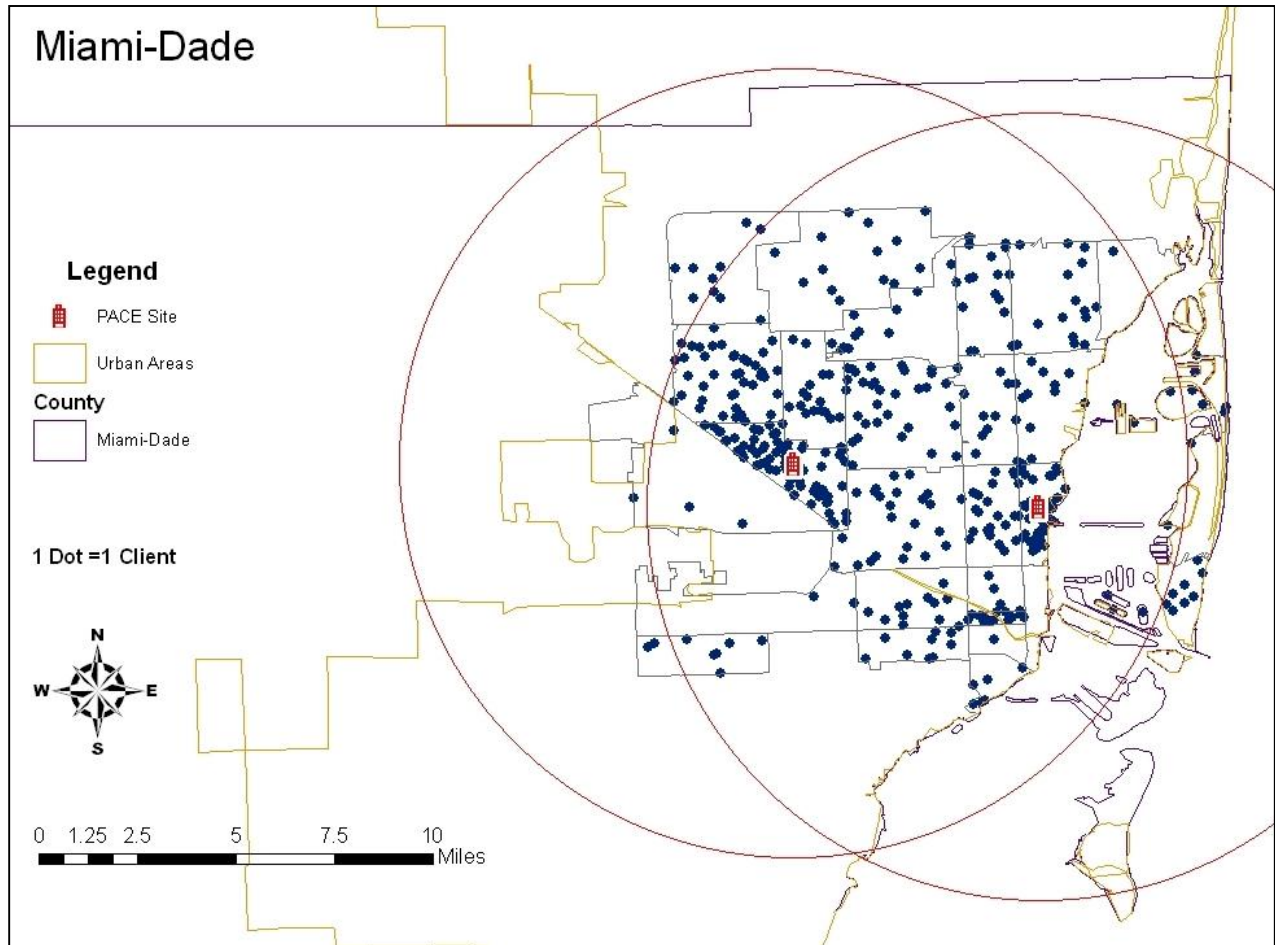 Miami-Dade
Legend
PACE Site
Urban Areas
County
Miami-Dade
1 Dot =1 Client
N
W E
S
0 1.25 2.5 5 7.5 10
Miles